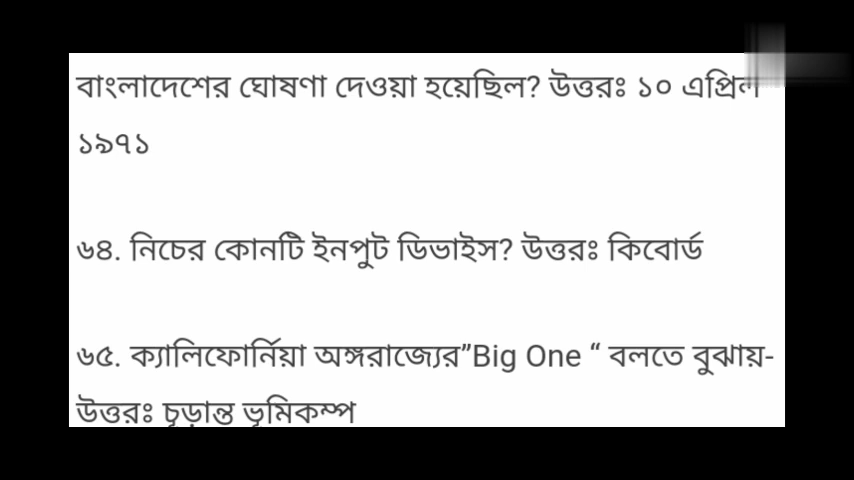 বাংলাদেশের ঘোষণা দেওয়া হয়েছিল? উত্তরঃ ১০ এপ্রিল
১৯৭১
৬৪. নিচের কোনটি ইনপুট ডিভাইস? উত্তরঃ কিবোর্ড
৬৫. ক্যালিফোর্নিয়া অঙ্গরাজ্যের”Big One “ বলতে বুঝায়-
উত্তরঃ চূড়ান্ত ভূমিকম্প